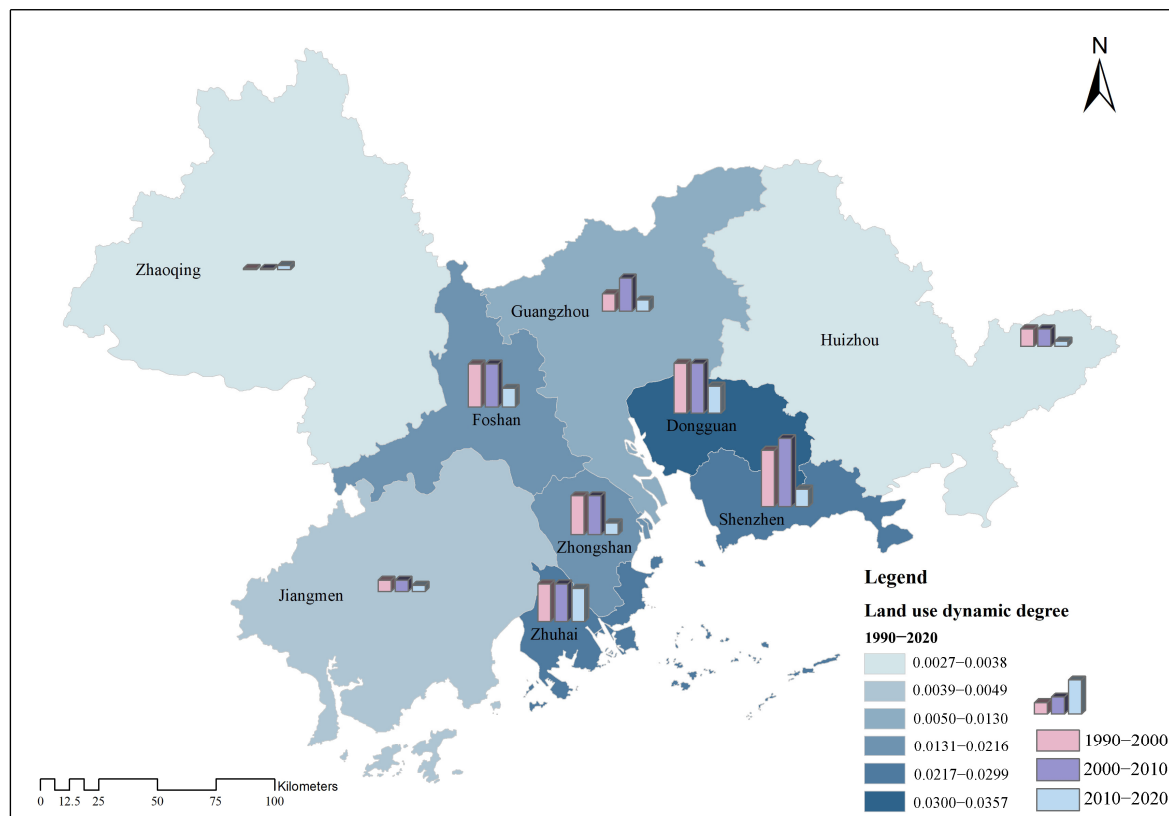 N
Zhaoqing
Guangzhou
Huizhou
Foshan
Dongguan
Shenzhen
Zhongshan
Jiangmen
Zhuhai
Legend
Land use dynamic degree
1990−2020
0.0027−0.0038
0.0039−0.0049
0.0050−0.0130
0.0131−0.0216
0.0217−0.0299
0.0300−0.0357
1990−2000
2000−2010
2010−2020
Kilometers
0 12.5 25 50 75 100